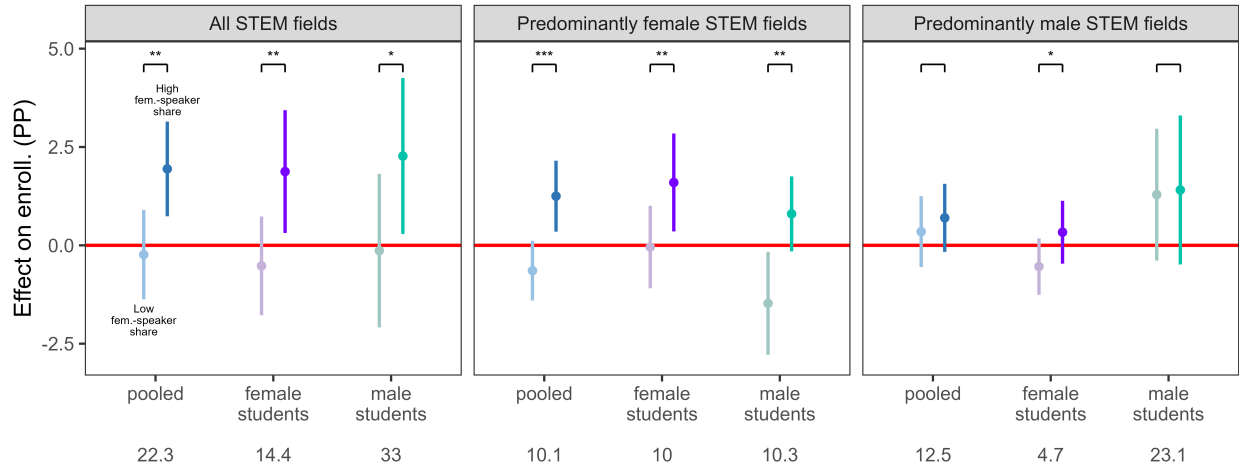 All STEM fields
Predominantly female STEM fields
Predominantly male STEM fields
Effect on enroll. (PP)
5.0
2.5
0.0
-2.5
** ** *
*** ** **
*
High
fem.-speaker
share
Low
fem.-speaker
share
pooled female students male students
22.3 14.4 33
pooled female students male students
10.1 10 10.3
pooled female students male students
12.5 4.7 23.1